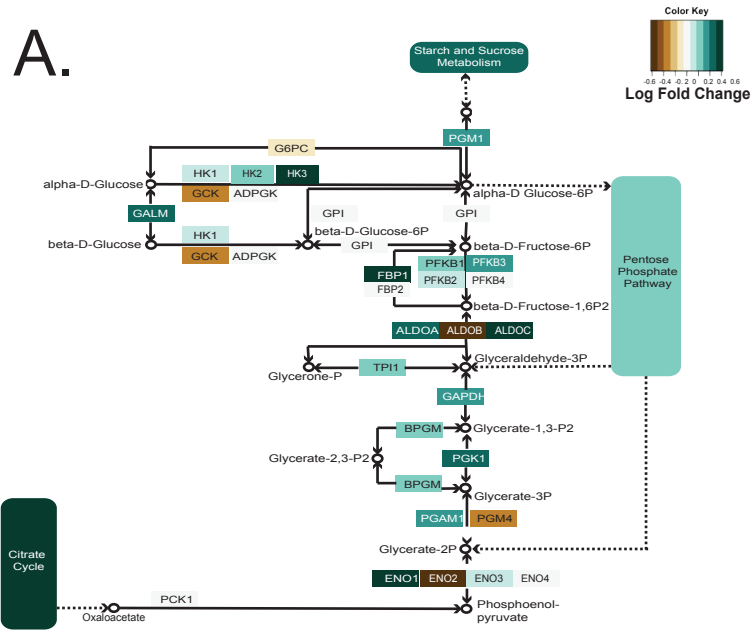 A.
Color Key
-0.6 -0.4 -0.2 0 0.2 0.4 0.6
Log Fold Change
Starch and Sucrose
Metabolism
PGM1
G6PC
HK1 HK2 HK3
alpha-D-Glucose
GCK ADPGK
alpha-D Glucose-6P
GALM
GPI GPI
HK1
beta-D-Glucose-6P
beta-D-Glucose
GPI
beta-D-Fructose-6P
GCK ADPGK
PFKB1 PFKB3
FBP1
PFKB2 PFKB4
FBP2
Pentose
Phosphate
Pathway
beta-D-Fructose-1,6P2
ALDOA ALDOB ALDOC
Glyceraldehyde-3P
TPI1
Glycerone-P
GAPDH
BPGM
Glycerate-1,3-P2
Glycerate-2,3-P2
PGK1
BPGM
Glycerate-3P
PGAM1 PGM4
Glycerate-2P
Citrate
Cycle
ENO1 ENO2 ENO3 ENO4
PCK1
Oxaloacetate
Phosphoenol-
pyruvate